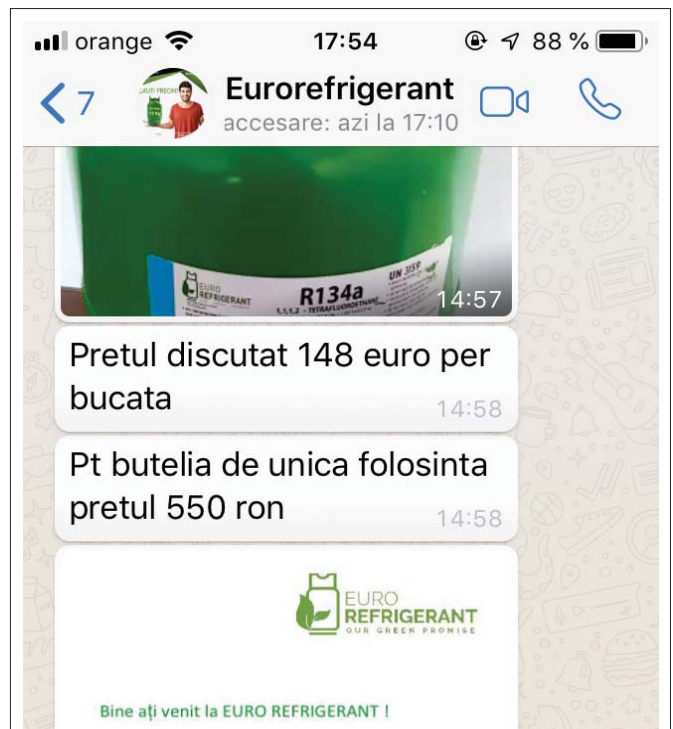 orange
17:54
88 %
7
Eurorefrigerant
accesare: azi la 17:10
EURO
REFRIGERANT
R134a
UN 3159
1,1,1,2 - TETRAFLUOROETHANE
14:57
Pretul discutat 148 euro per
bucata
14:58
Pt butelia de unica folosinta
pretul 550 ron
14:58
EURO
REFRIGERANT
OUR GREEN PROMISE
Bine ați venit la EURO REFRIGERANT !